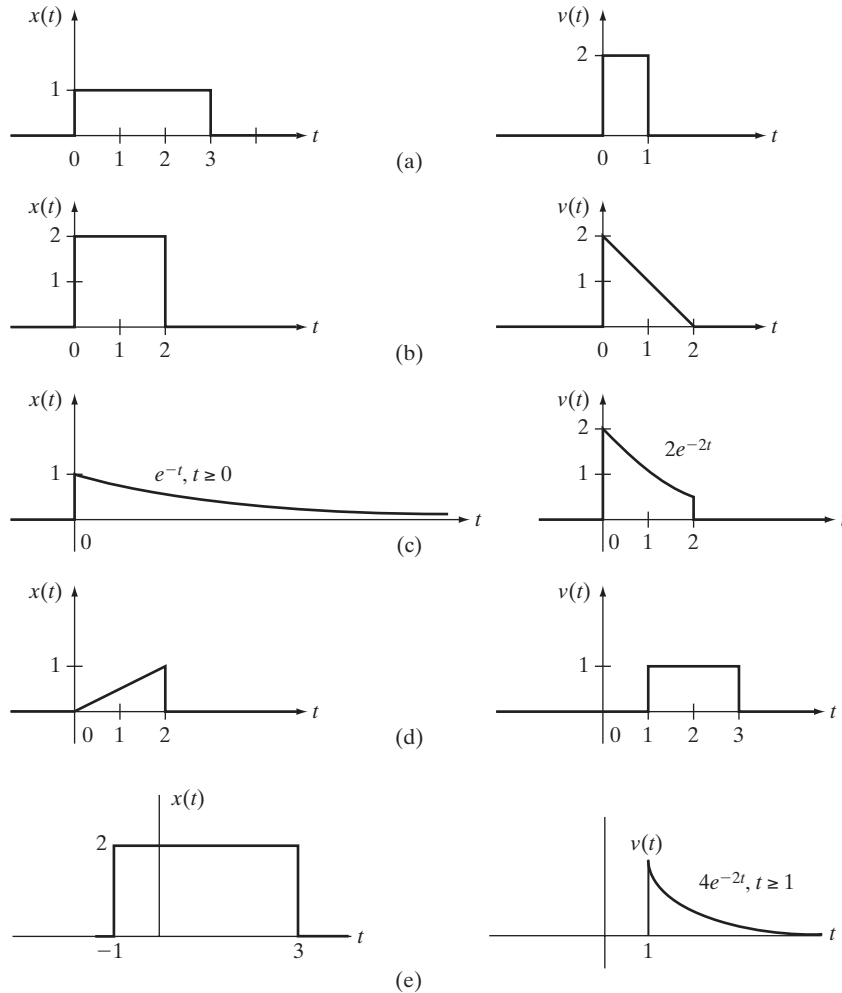 x(t) v(t)
2
1
t t
0 1 2 3 0 1
(a)
x(t) v(t)
2 2
1 1
t t
0 1 2 0 1 2
(b)
x(t) v(t)
2
2e^{-2t}
1 e^{-t}, t ≥ 0 1
t t
0 0 1 2
(c)
x(t) v(t)
1 1
t t
0 1 2 0 1 2 3
(d)
x(t)
2 v(t)
4e^{-2t}, t ≥ 1
t t
−1 3 1
(e)